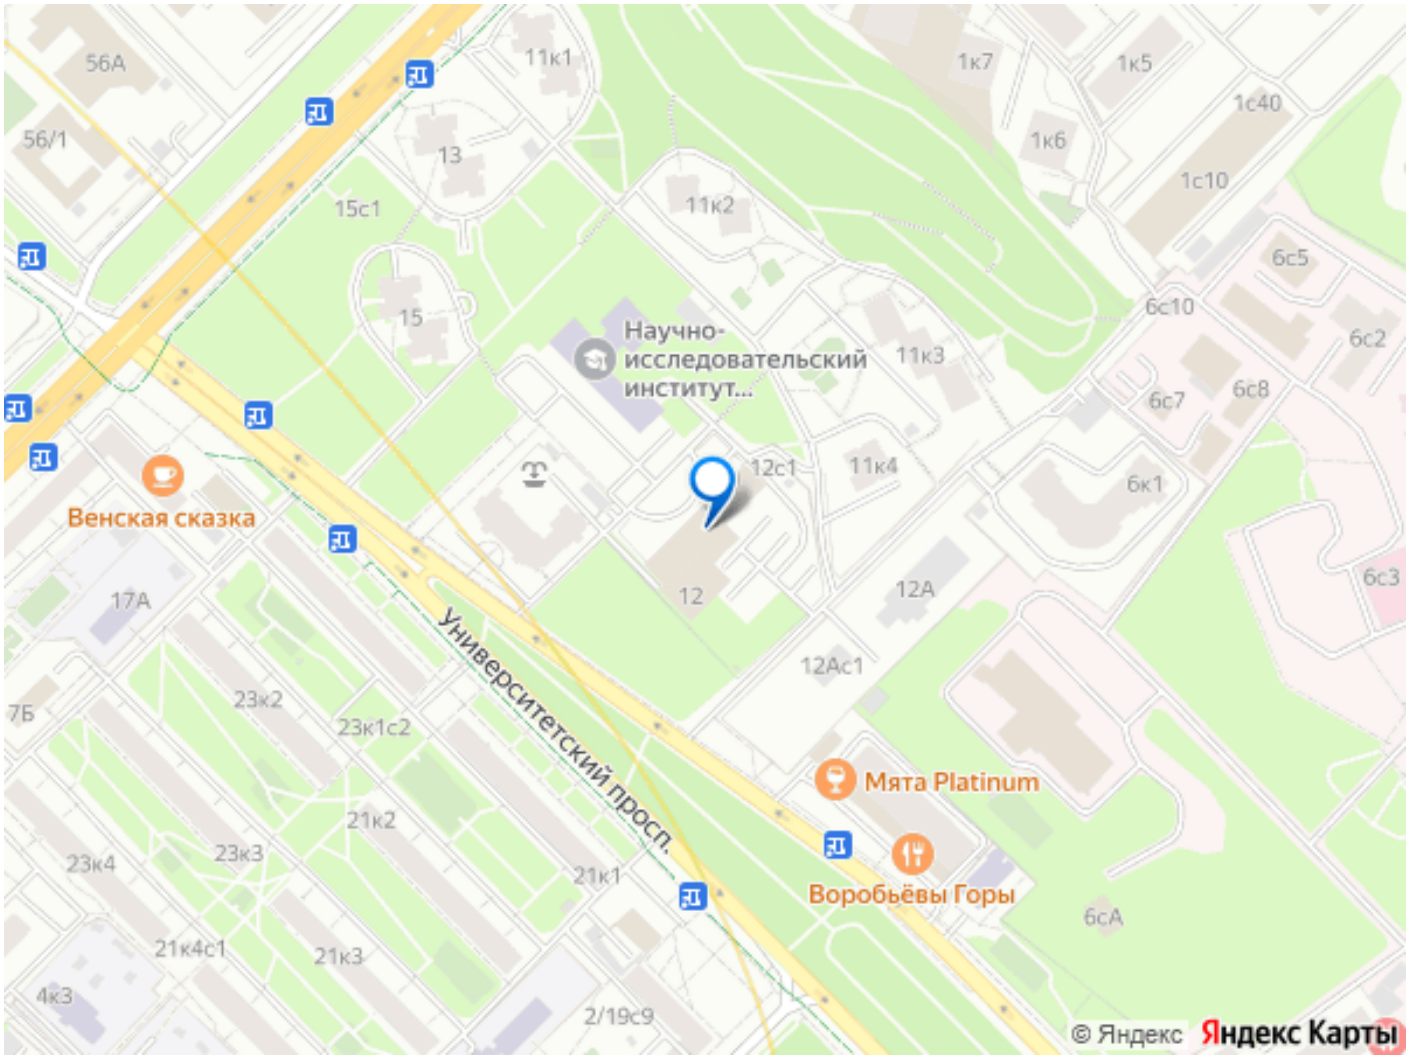 56А
11к1
1к7
1к5
1с40
56/1
13
1к6
1с10
15с1
11к2
6с5
15
6с10
Научно-
исследовательский
институт...
11к3
6с2
6с7
6с8
12с1
11к4
6к1
Венская сказка
12
12А
6с3
17А
Университетский просп.
12Ас1
7Б
23к2
23к1с2
Мята Platinum
21к2
23к4
23к3
21к1
Воробьёвы Горы
6сА
21к4с1
21к3
4к3
2/19с9
© Яндекс Яндекс Карты